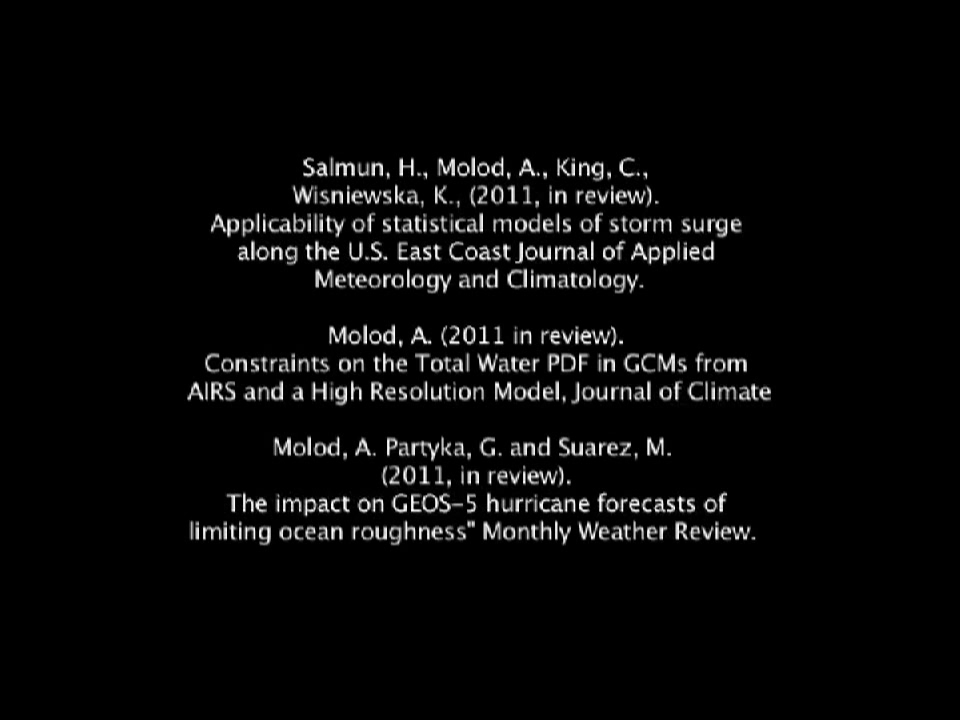 Salmun, H., Molod, A., King, C.,
Wisniewska, K., (2011, in review).
Applicability of statistical models of storm surge
along the U.S. East Coast Journal of Applied
Meteorology and Climatology.
Molod, A. (2011 in review).
Constraints on the Total Water PDF in GCMs from
AIRS and a High Resolution Model, Journal of Climate
Molod, A. Partyka, G. and Suarez, M.
(2011, in review).
The impact on GEOS-5 hurricane forecasts of
limiting ocean roughness" Monthly Weather Review.